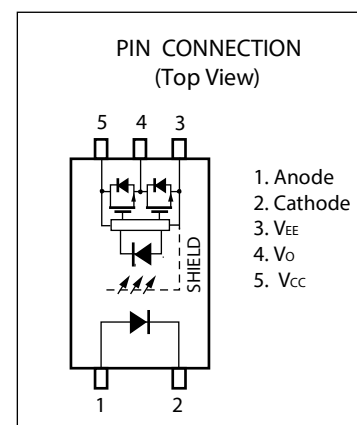 PIN CONNECTION
(Top View)
5 4 3
1. Anode
2. Cathode
3. VEE
4. VO
5. VCC
SHIELD
1 2